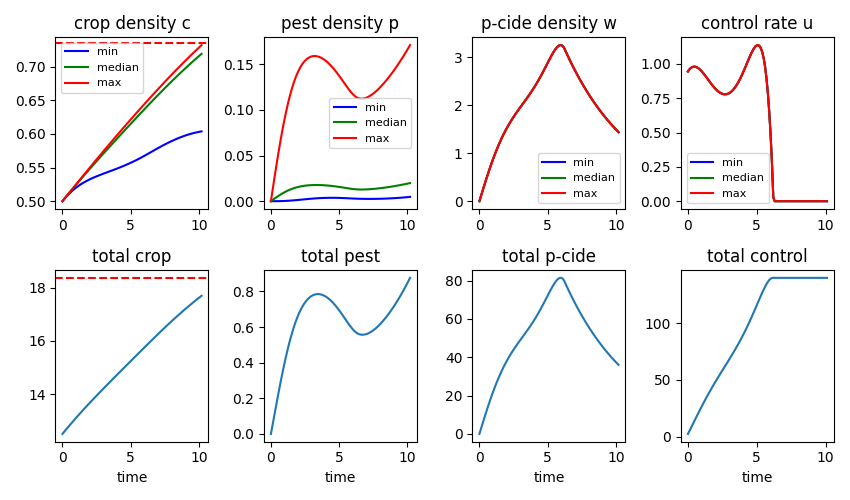 crop density c
pest density p
p-cide density w
control rate u
0.70
0.65
0.60
0.55
0.50
min
median
max
0 5 10
0.15
0.10
0.05
0.00
min
median
max
0 5 10
3
2
1
0
min
median
max
0 5 10
1.00
0.75
0.50
0.25
0.00
min
median
max
0 5 10
total crop
total pest
total p-cide
total control
18
16
14
0 5 10
time
0.8
0.6
0.4
0.2
0.0
0 5 10
time
80
60
40
20
0
0 5 10
time
100
50
0
0 5 10
time